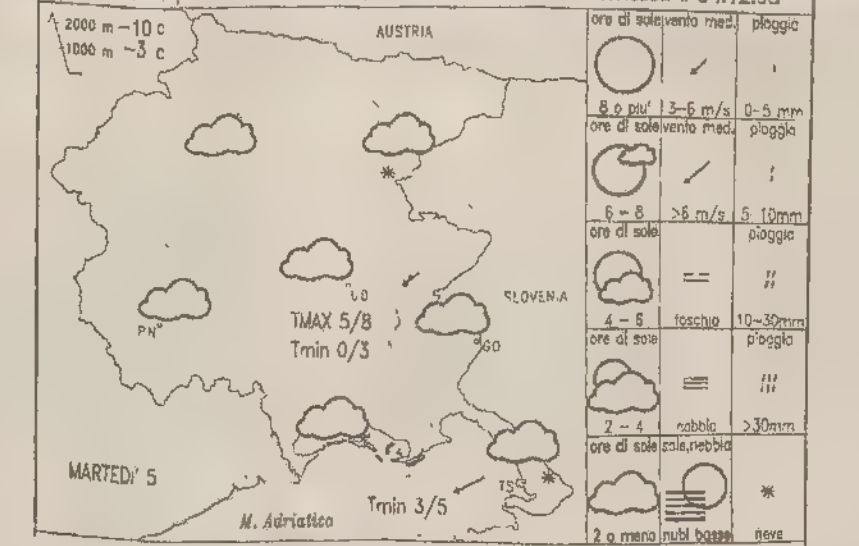 2000 m -10 c
1000 m -3 c
AUSTRIA
SLOVENIA
UD
PN
GO
TMAX 5/8
Tmin 0/3
TS
Tmin 3/5
MARTEDI' 5
M. Adriatico
ore di sole vento med. pioggia
8 o piu' 3-6 m/s 0-5 mm
ore di sole vento med. pioggia
6 - 8 >6 m/s 5-10mm
ore di sole pioggia
4 - 6 foschia 10-30mm
ore di sole pioggia
2 - 4 nebbia >30mm
ore di sole sole,nebbia
2 o meno nubi basse neve